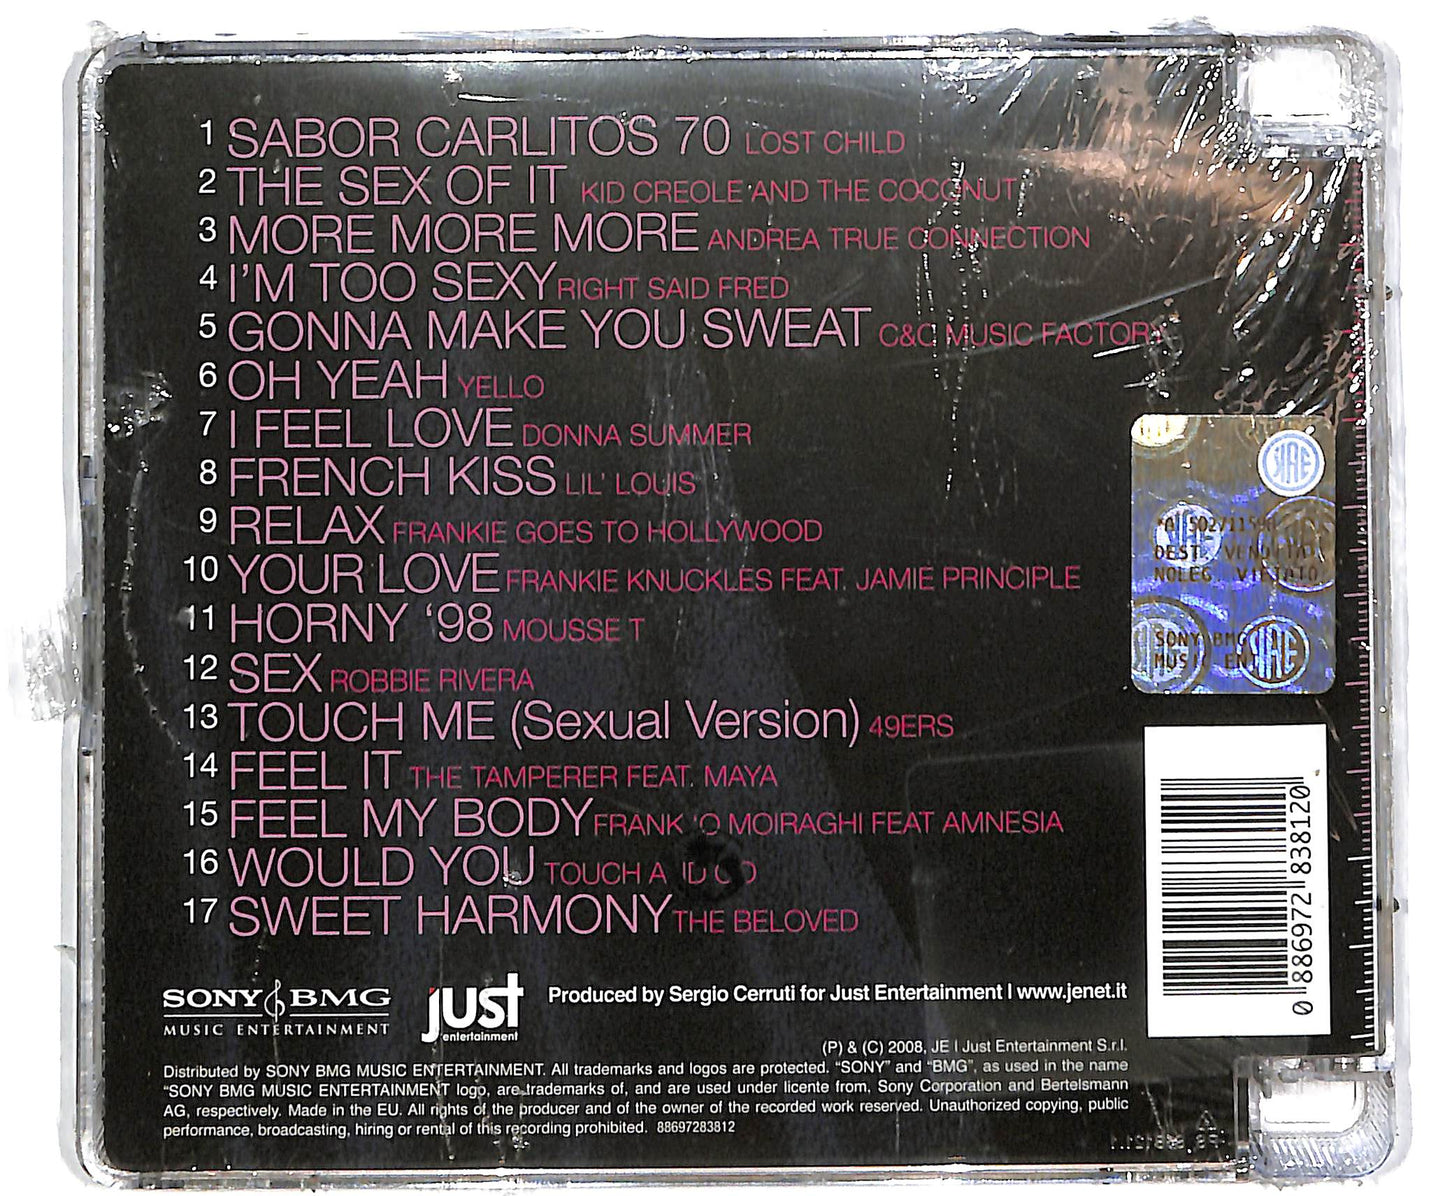 1 SABOR CARLITOS 70 LOST CHILD
2 THE SEX OF IT KID CREOLE AND THE COCONUT
3 MORE MORE MORE ANDREA TRUE CONNECTION
4 I'M TOO SEXY RIGHT SAID FRED
5 GONNA MAKE YOU SWEAT C&C MUSIC FACTORY
6 OH YEAH YELLO
7 I FEEL LOVE DONNA SUMMER
8 FRENCH KISS LIL' LOUIS
9 RELAX FRANKIE GOES TO HOLLYWOOD
10 YOUR LOVE FRANKIE KNUCKLES FEAT. JAMIE PRINCIPLE
11 HORNY '98 MOUSSE T
12 SEX ROBBIE RIVERA
13 TOUCH ME (Sexual Version) 49ERS
14 FEEL IT THE TAMPERER FEAT. MAYA
15 FEEL MY BODY FRANK 'O MOIRAGHI FEAT AMNESIA
16 WOULD YOU TOUCH AND GO
17 SWEET HARMONY THE BELOVED
DEST. VENDITA
NOLEG. VIETATO
SONY BMG
MUSIC ENT
0 886972 838120
SONY BMG
MUSIC ENTERTAINMENT
just
entertainment
Produced by Sergio Cerruti for Just Entertainment | www.jenet.it
(P) & (C) 2008, JE | Just Entertainment S.r.l.
Distributed by SONY BMG MUSIC ENTERTAINMENT. All trademarks and logos are protected. “SONY” and “BMG”, as used in the name
“SONY BMG MUSIC ENTERTAINMENT logo, are trademarks of, and are used under licente from, Sony Corporation and Bertelsmann
AG, respectively. Made in the EU. All rights of the producer and of the owner of the recorded work reserved. Unauthorized copying, public
performance, broadcasting, hiring or rental of this recording prohibited. 88697283812